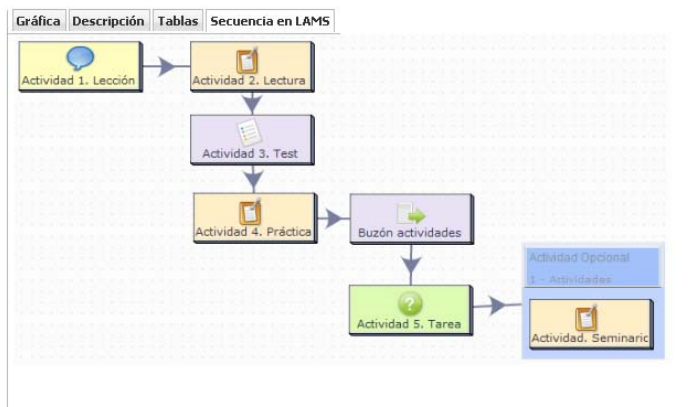 Gráfica Descripción Tablas Secuencia en LAMS
Actividad 1. Lección
Actividad 2. Lectura
Actividad 3. Test
Actividad 4. Práctica
Buzón actividades
Actividad Opcional
1 - Actividades
Actividad 5. Tarea
Actividad. Seminaric